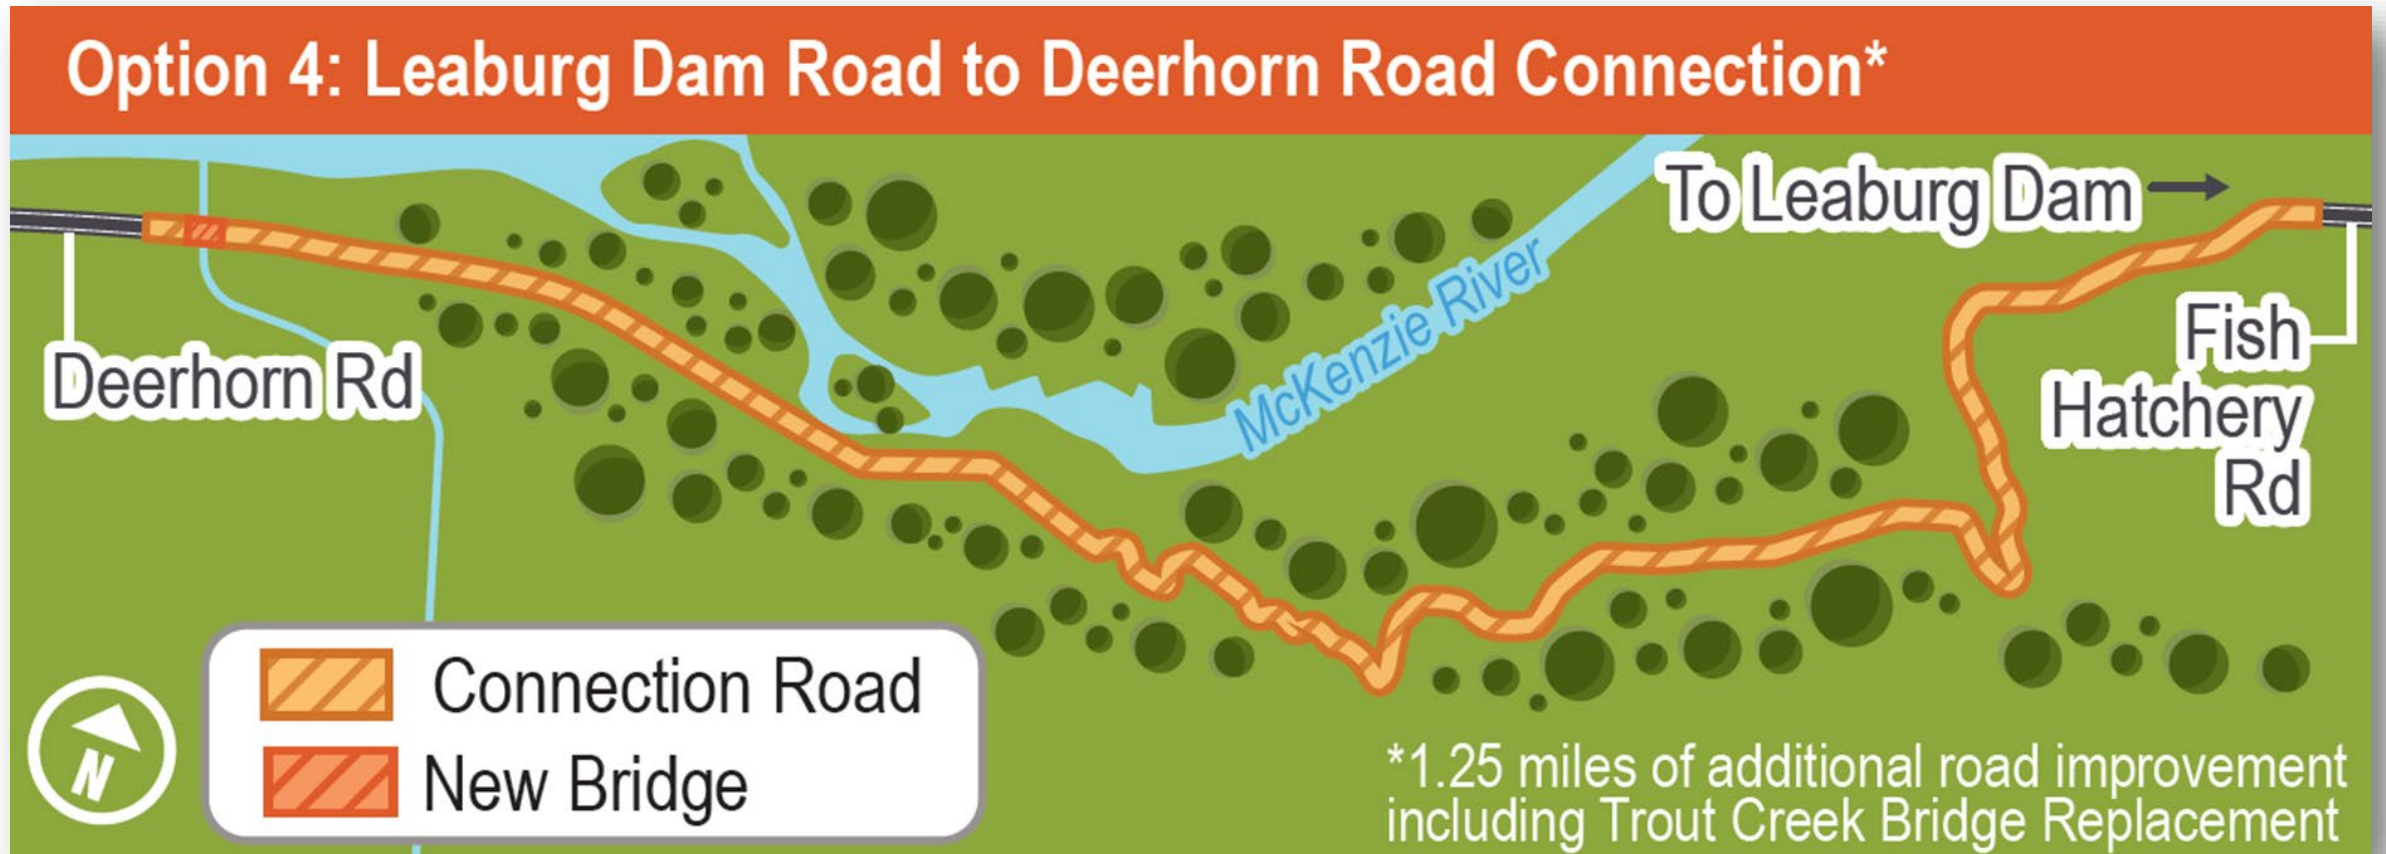 Option 4: Leaburg Dam Road to Deerhorn Road Connection*
To Leaburg Dam
Deerhorn Rd
McKenzie River
Fish
Hatchery
Rd
Connection Road
New Bridge
N
*1.25 miles of additional road improvement
including Trout Creek Bridge Replacement